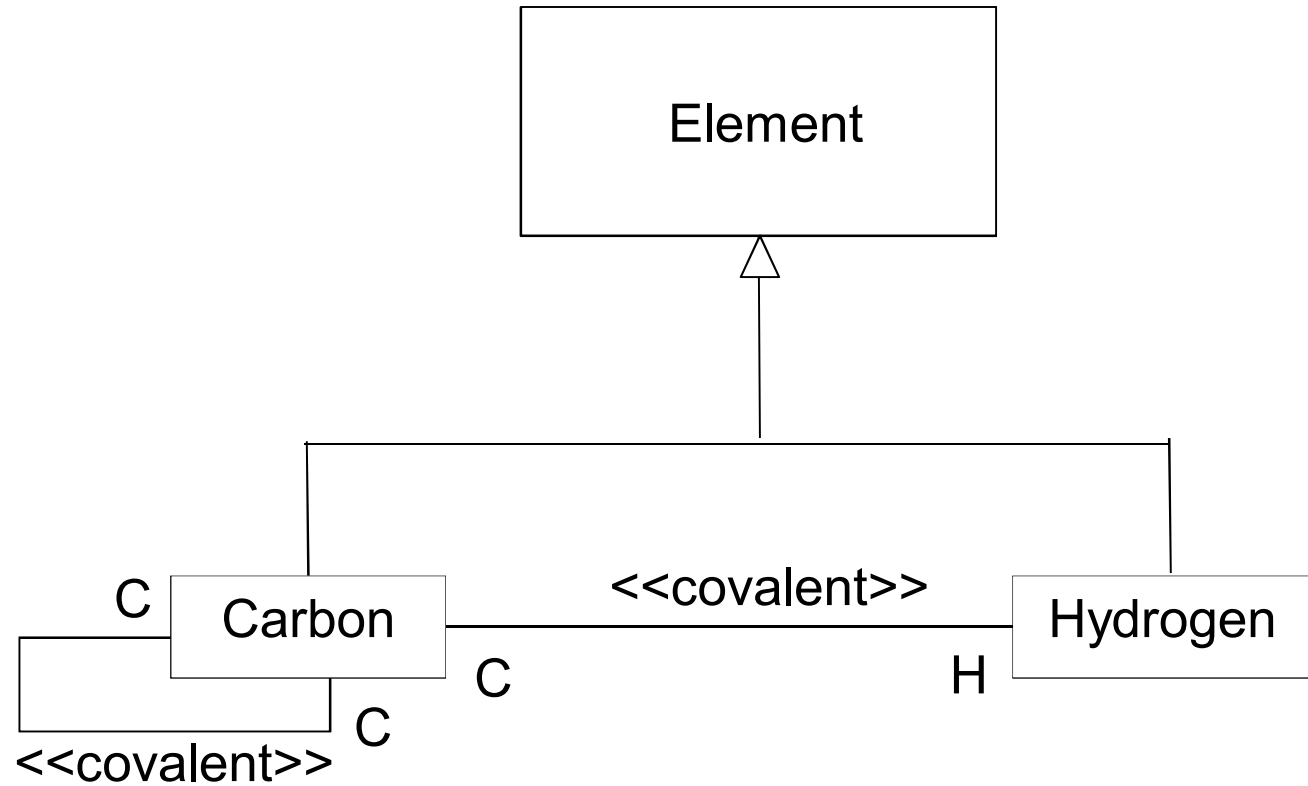 Element
<<covalent>>
C
Carbon
Hydrogen
C
H
C
<<covalent>>